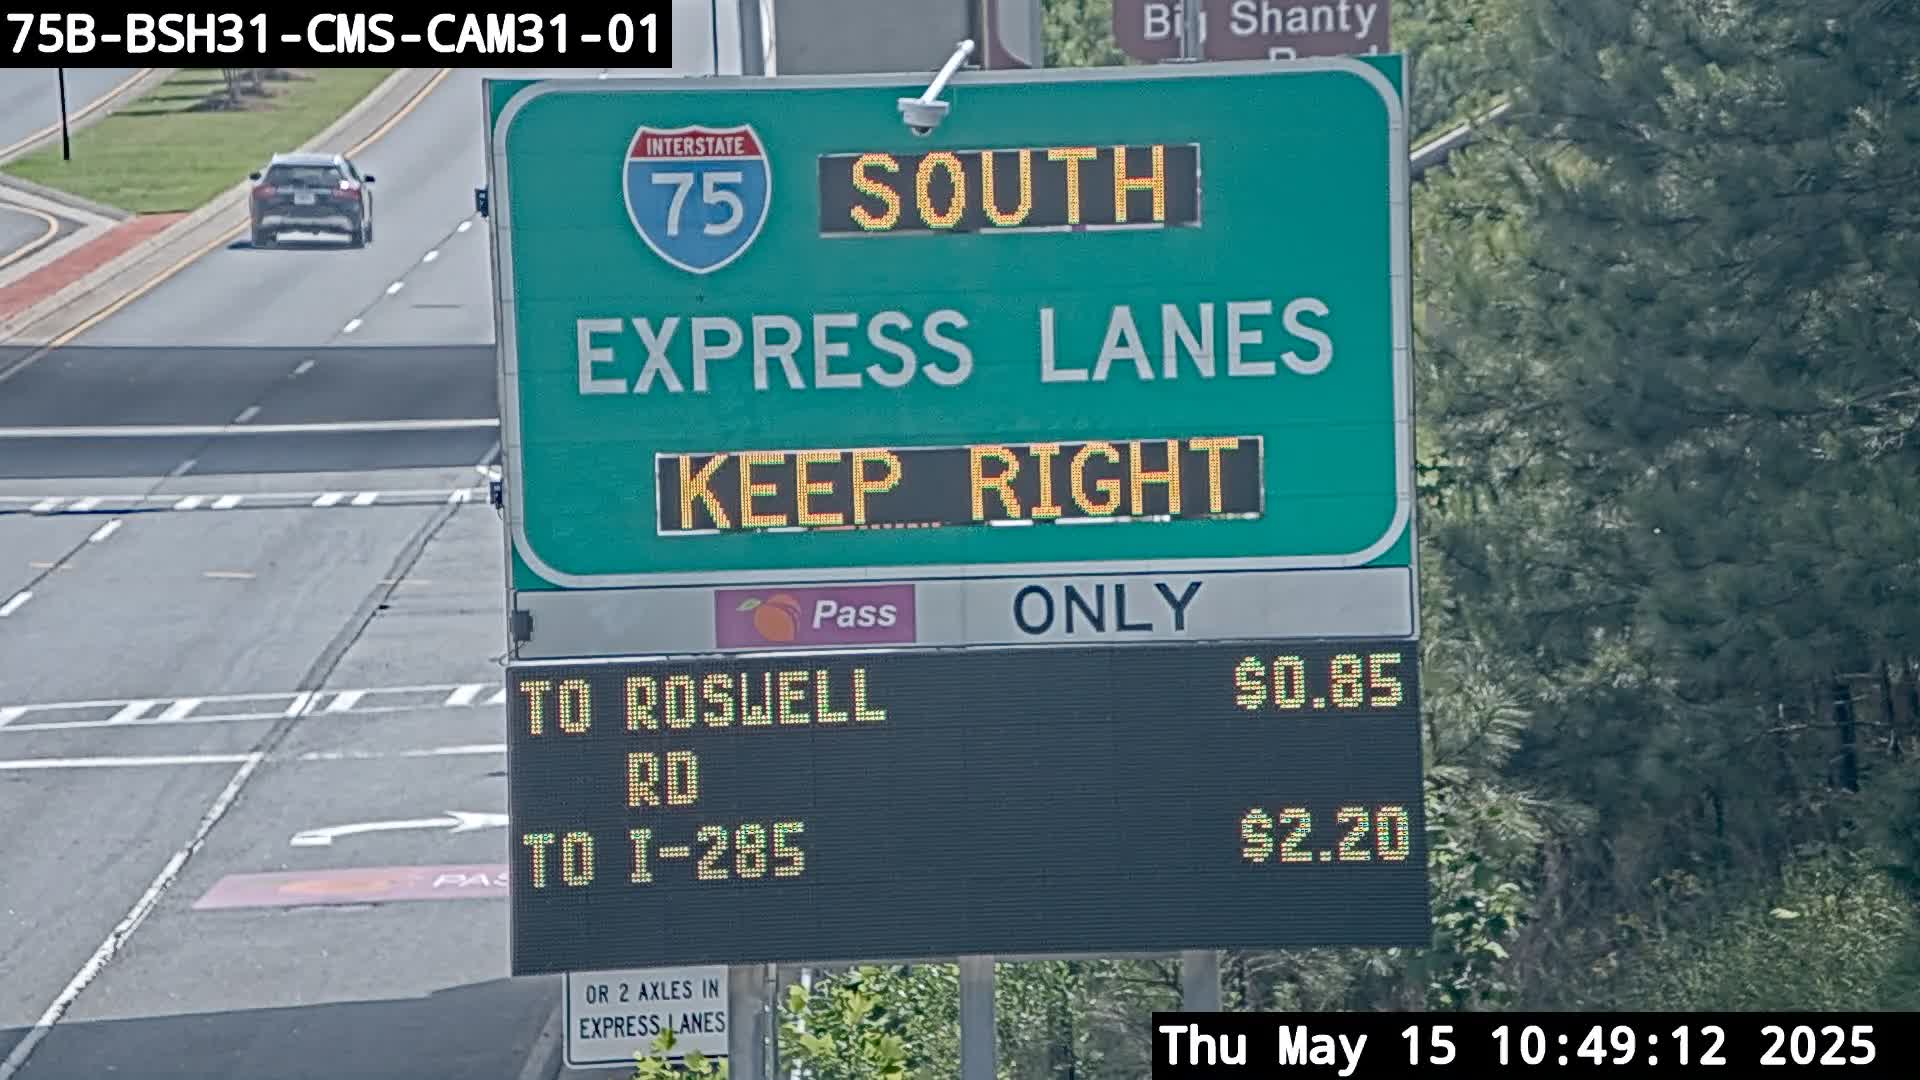 75B-BSH31-CMS-CAM31-01
Big Shanty
Road
INTERSTATE
75
SOUTH
EXPRESS LANES
KEEP RIGHT
Pass
ONLY
TO ROSWELL $0.85
RD
TO I-285 $2.20
PAS
OR 2 AXLES IN
EXPRESS LANES
Thu May 15 10:49:12 2025